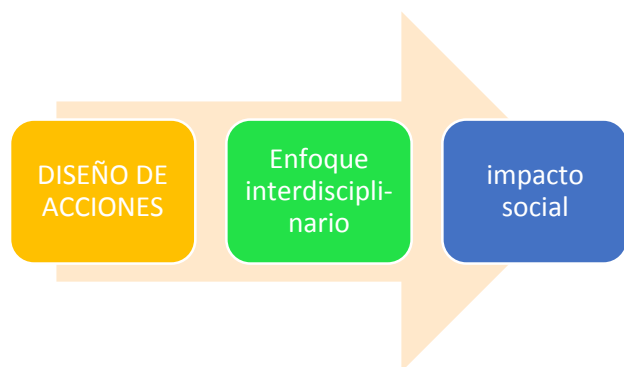 DISEÑO DE
ACCIONES
Enfoque
interdiscipli-
nario
impacto
social